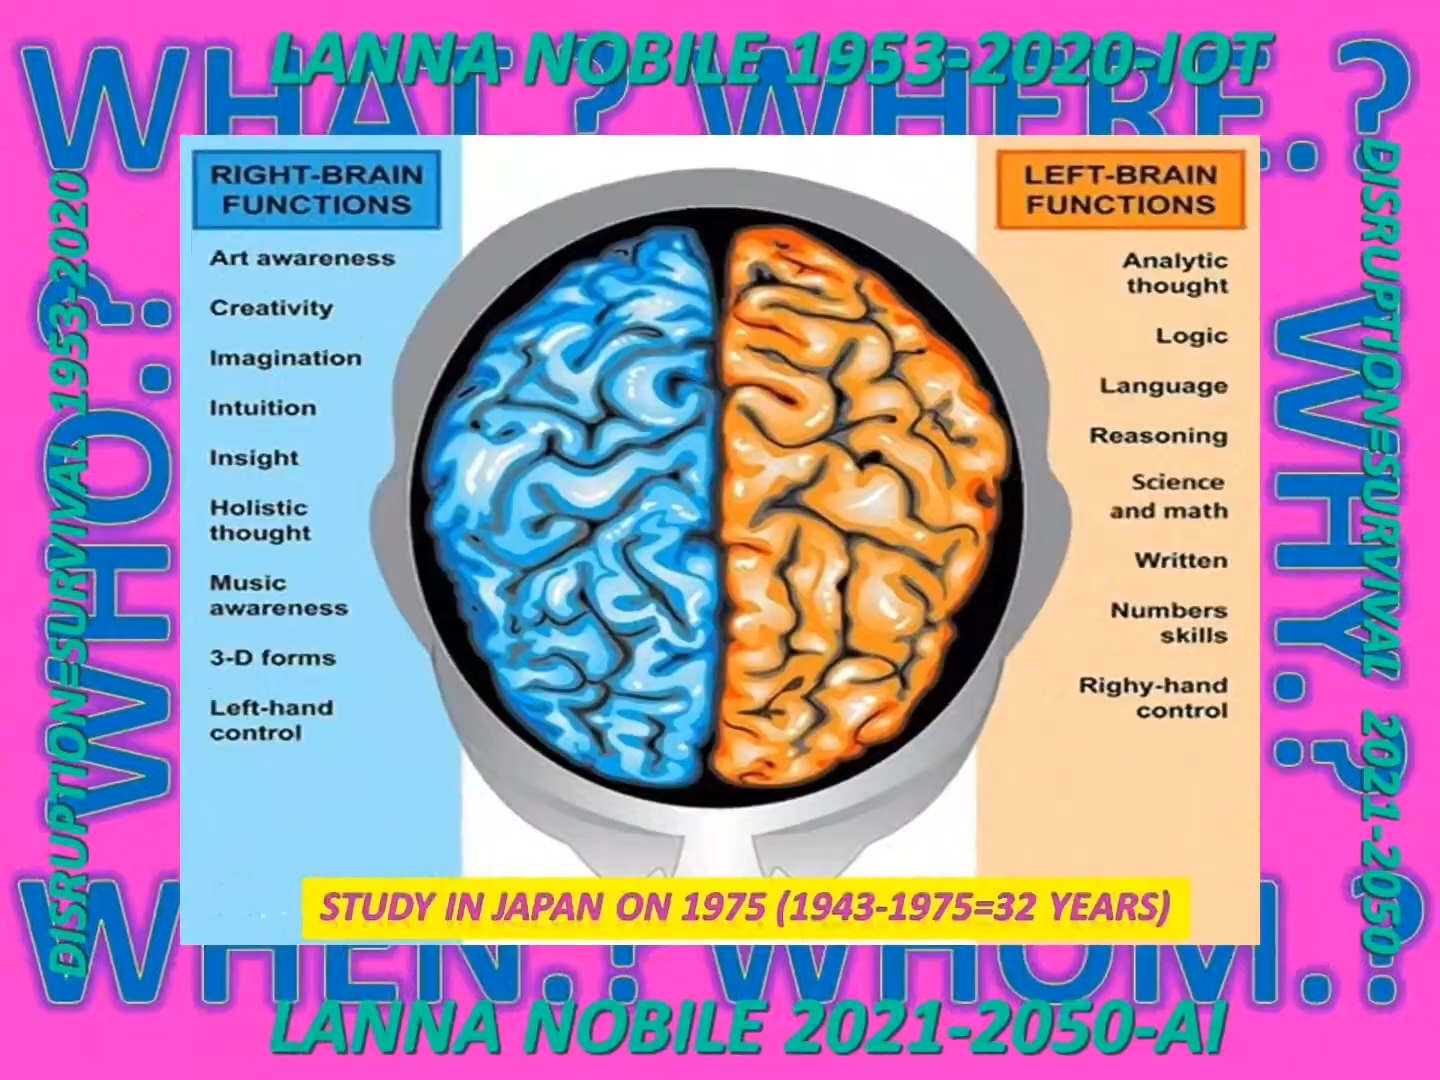 LANNA NOBILE 1953-2020-IOT
WHAT.? WHERE.?
WHO.?
DISRUPTION=SURVIVAL 1953-2020
RIGHT-BRAIN
FUNCTIONS
Art awareness
Creativity
Imagination
Intuition
Insight
Holistic
thought
Music
awareness
3-D forms
Left-hand
control
LEFT-BRAIN
FUNCTIONS
Analytic
thought
Logic
Language
Reasoning
Science
and math
Written
Numbers
skills
Righy-hand
control
WHY.?
DISRUPTION=SURVIVAL 2021-2050
STUDY IN JAPAN ON 1975 (1943-1975=32 YEARS)
WHEN.? WHOM.?
LANNA NOBILE 2021-2050-AI